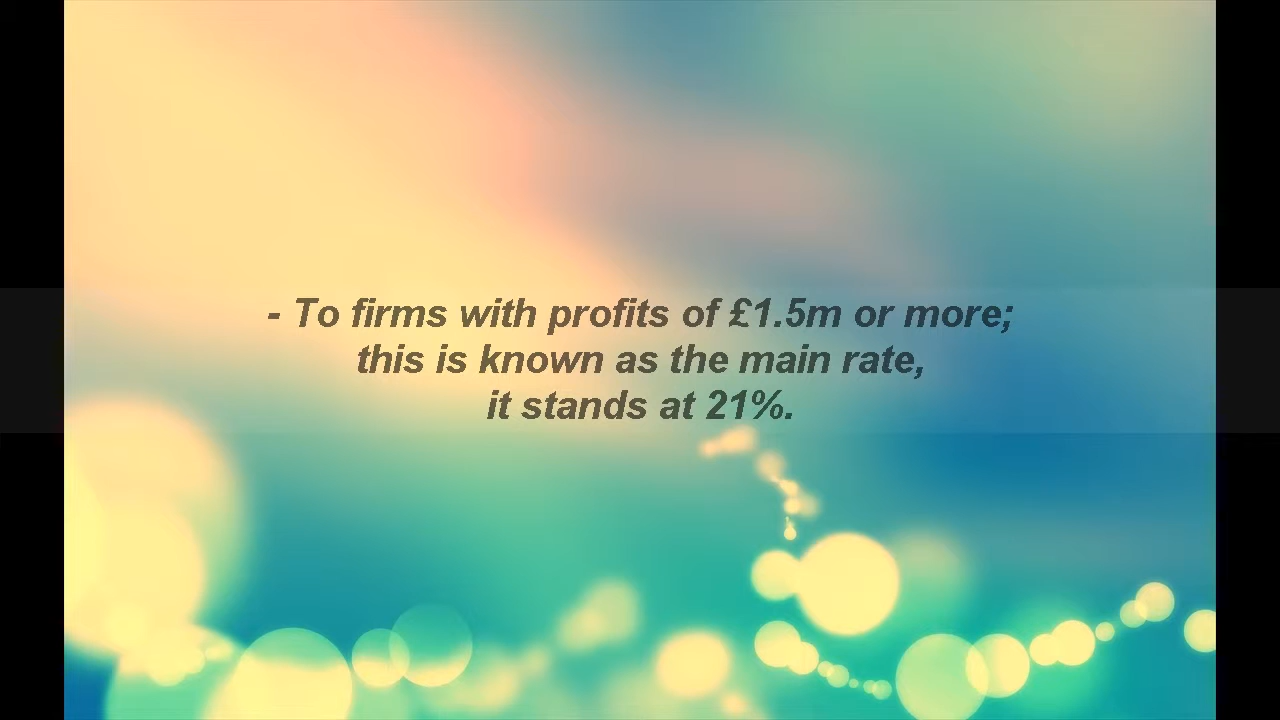 - To firms with profits of £1.5m or more;
this is known as the main rate,
it stands at 21%.